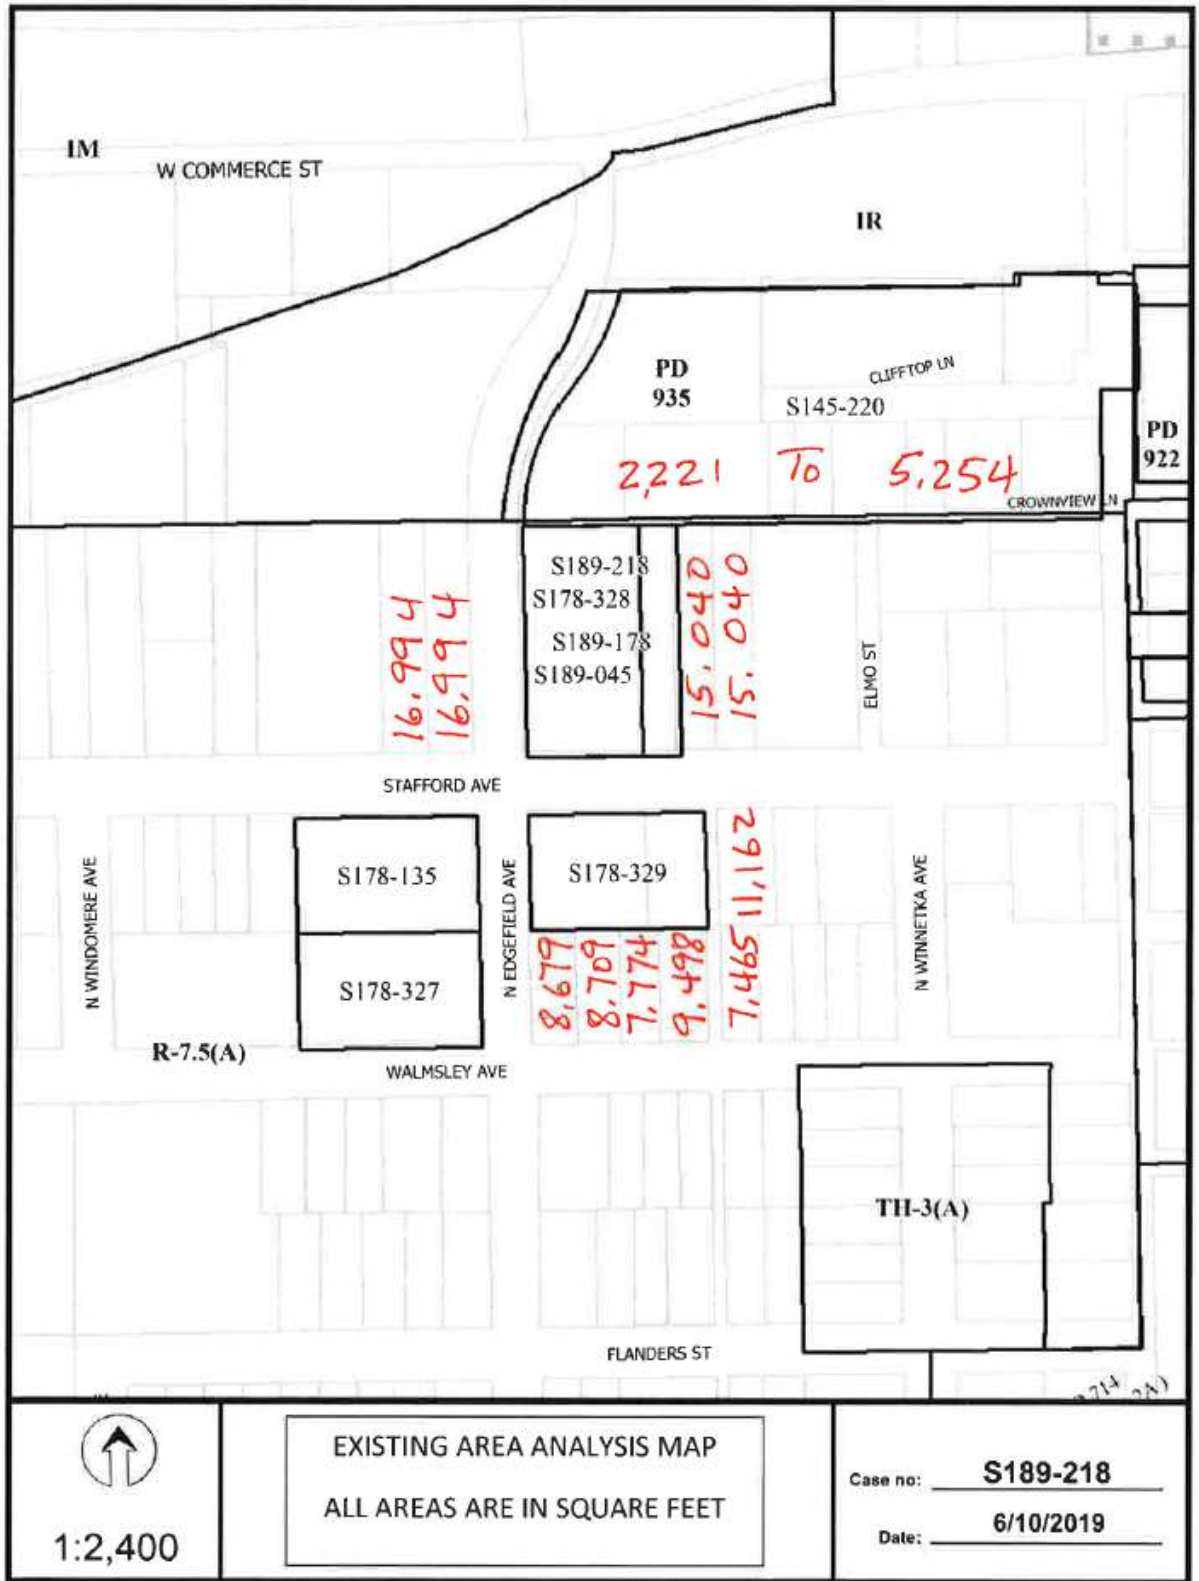 IM
W COMMERCE ST
IR
PD
935
CLIFFTOP LN
S145-220
PD
922
2,221 To 5,254
CROWNVIEW LN
S189-218
S178-328
S189-178
S189-045
16.994
16.994
15.040
15.040
ELMO ST
STAFFORD AVE
N WINDOMERE AVE
S178-135
N EDGEFIELD AVE
S178-329
11,162
N WINNETKA AVE
S178-327
8,679
8.709
7.774
9.498
7,465
R-7.5(A)
WALMSLEY AVE
TH-3(A)
FLANDERS ST
714
2A)
1:2,400
EXISTING AREA ANALYSIS MAP
ALL AREAS ARE IN SQUARE FEET
Case no: S189-218
Date: 6/10/2019